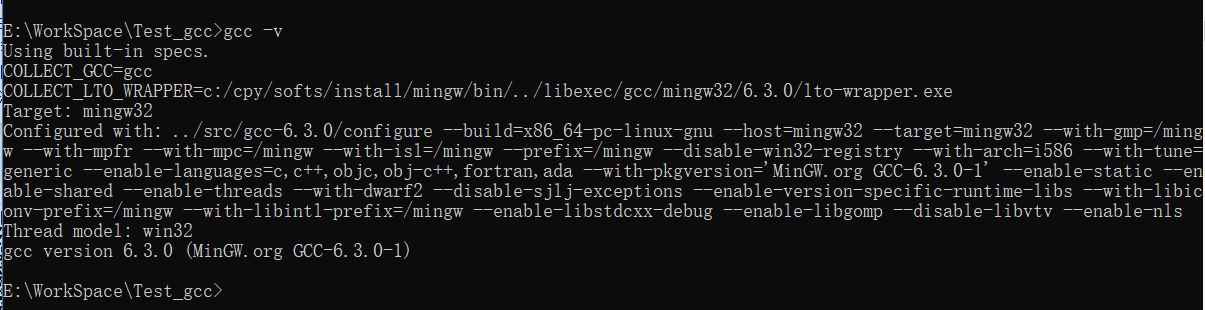 E:\WorkSpace\Test_gcc>gcc -v
Using built-in specs.
COLLECT_GCC=gcc
COLLECT_LTO_WRAPPER=c:/cpy/softs/install/mingw/bin/../libexec/gcc/mingw32/6.3.0/lto-wrapper.exe
Target: mingw32
Configured with: ../src/gcc-6.3.0/configure --build=x86_64-pc-linux-gnu --host=mingw32 --target=mingw32 --with-gmp=/ming
w --with-mpfr --with-mpc=/mingw --with-isl=/mingw --prefix=/mingw --disable-win32-registry --with-arch=i586 --with-tune=
generic --enable-languages=c,c++,objc,obj-c++,fortran,ada --with-pkgversion='MinGW.org GCC-6.3.0-1' --enable-static --en
able-shared --enable-threads --with-dwarf2 --disable-sjlj-exceptions --enable-version-specific-runtime-libs --with-libic
onv-prefix=/mingw --with-libintl-prefix=/mingw --enable-libstdcxx-debug --enable-libgomp --disable-libvtv --enable-nls
Thread model: win32
gcc version 6.3.0 (MinGW.org GCC-6.3.0-1)
E:\WorkSpace\Test_gcc>